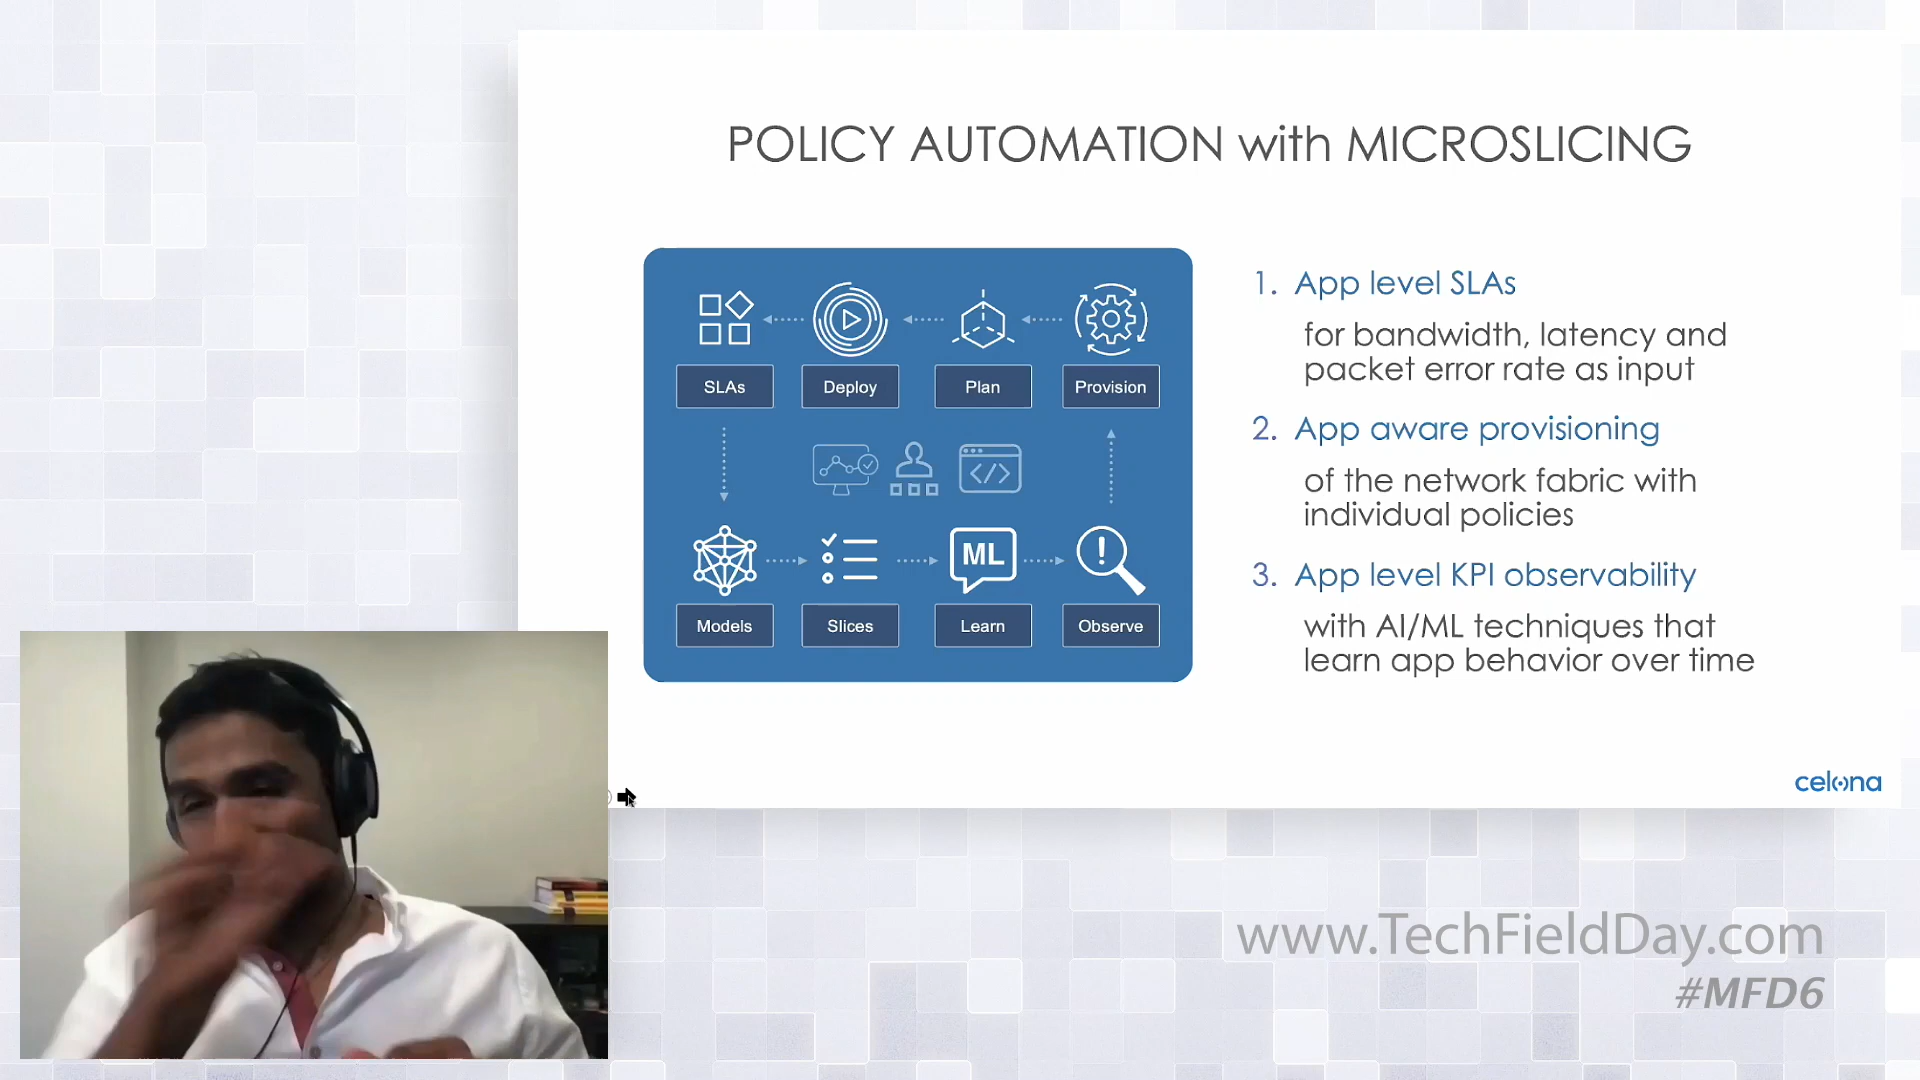 POLICY AUTOMATION with MICROSLICING
SLAs
Deploy
Plan
Provision
ML
Models
Slices
Learn
Observe
1. App level SLAs
for bandwidth, latency and
packet error rate as input
2. App aware provisioning
of the network fabric with
individual policies
3. App level KPI observability
with AI/ML techniques that
learn app behavior over time
celona
www.TechFieldDay.com
#MFD6